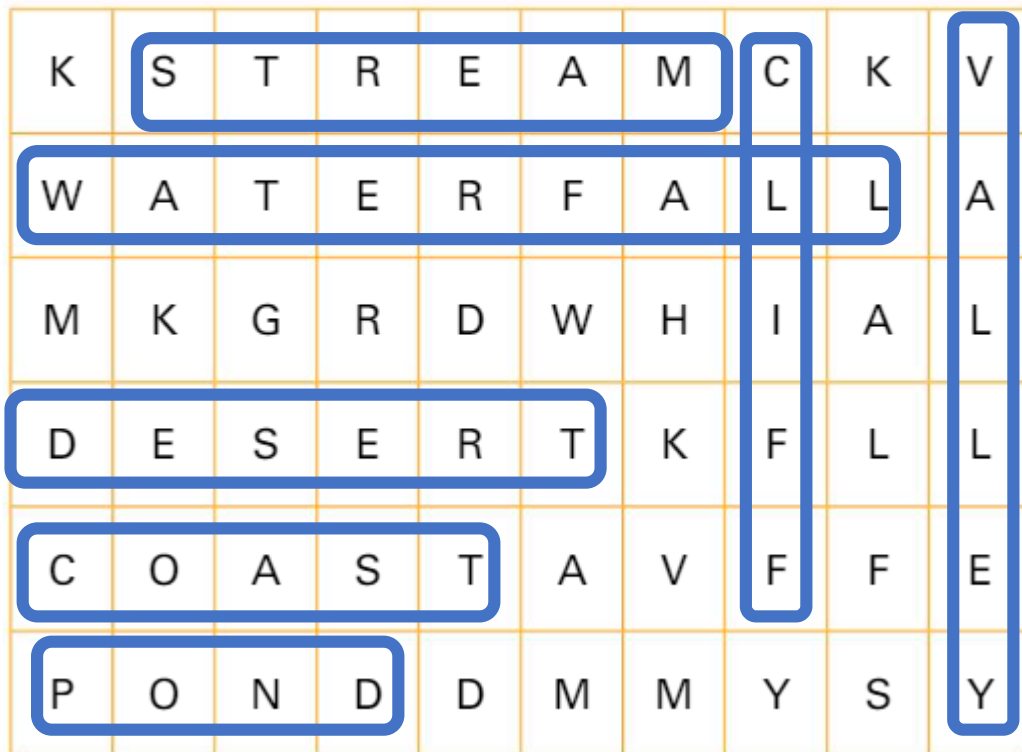 K S T R E A M C K V
W A T E R F A L L A
M K G R D W H I A L
D E S E R T K F L L
C O A S T A V F F E
P O N D D M M Y S Y